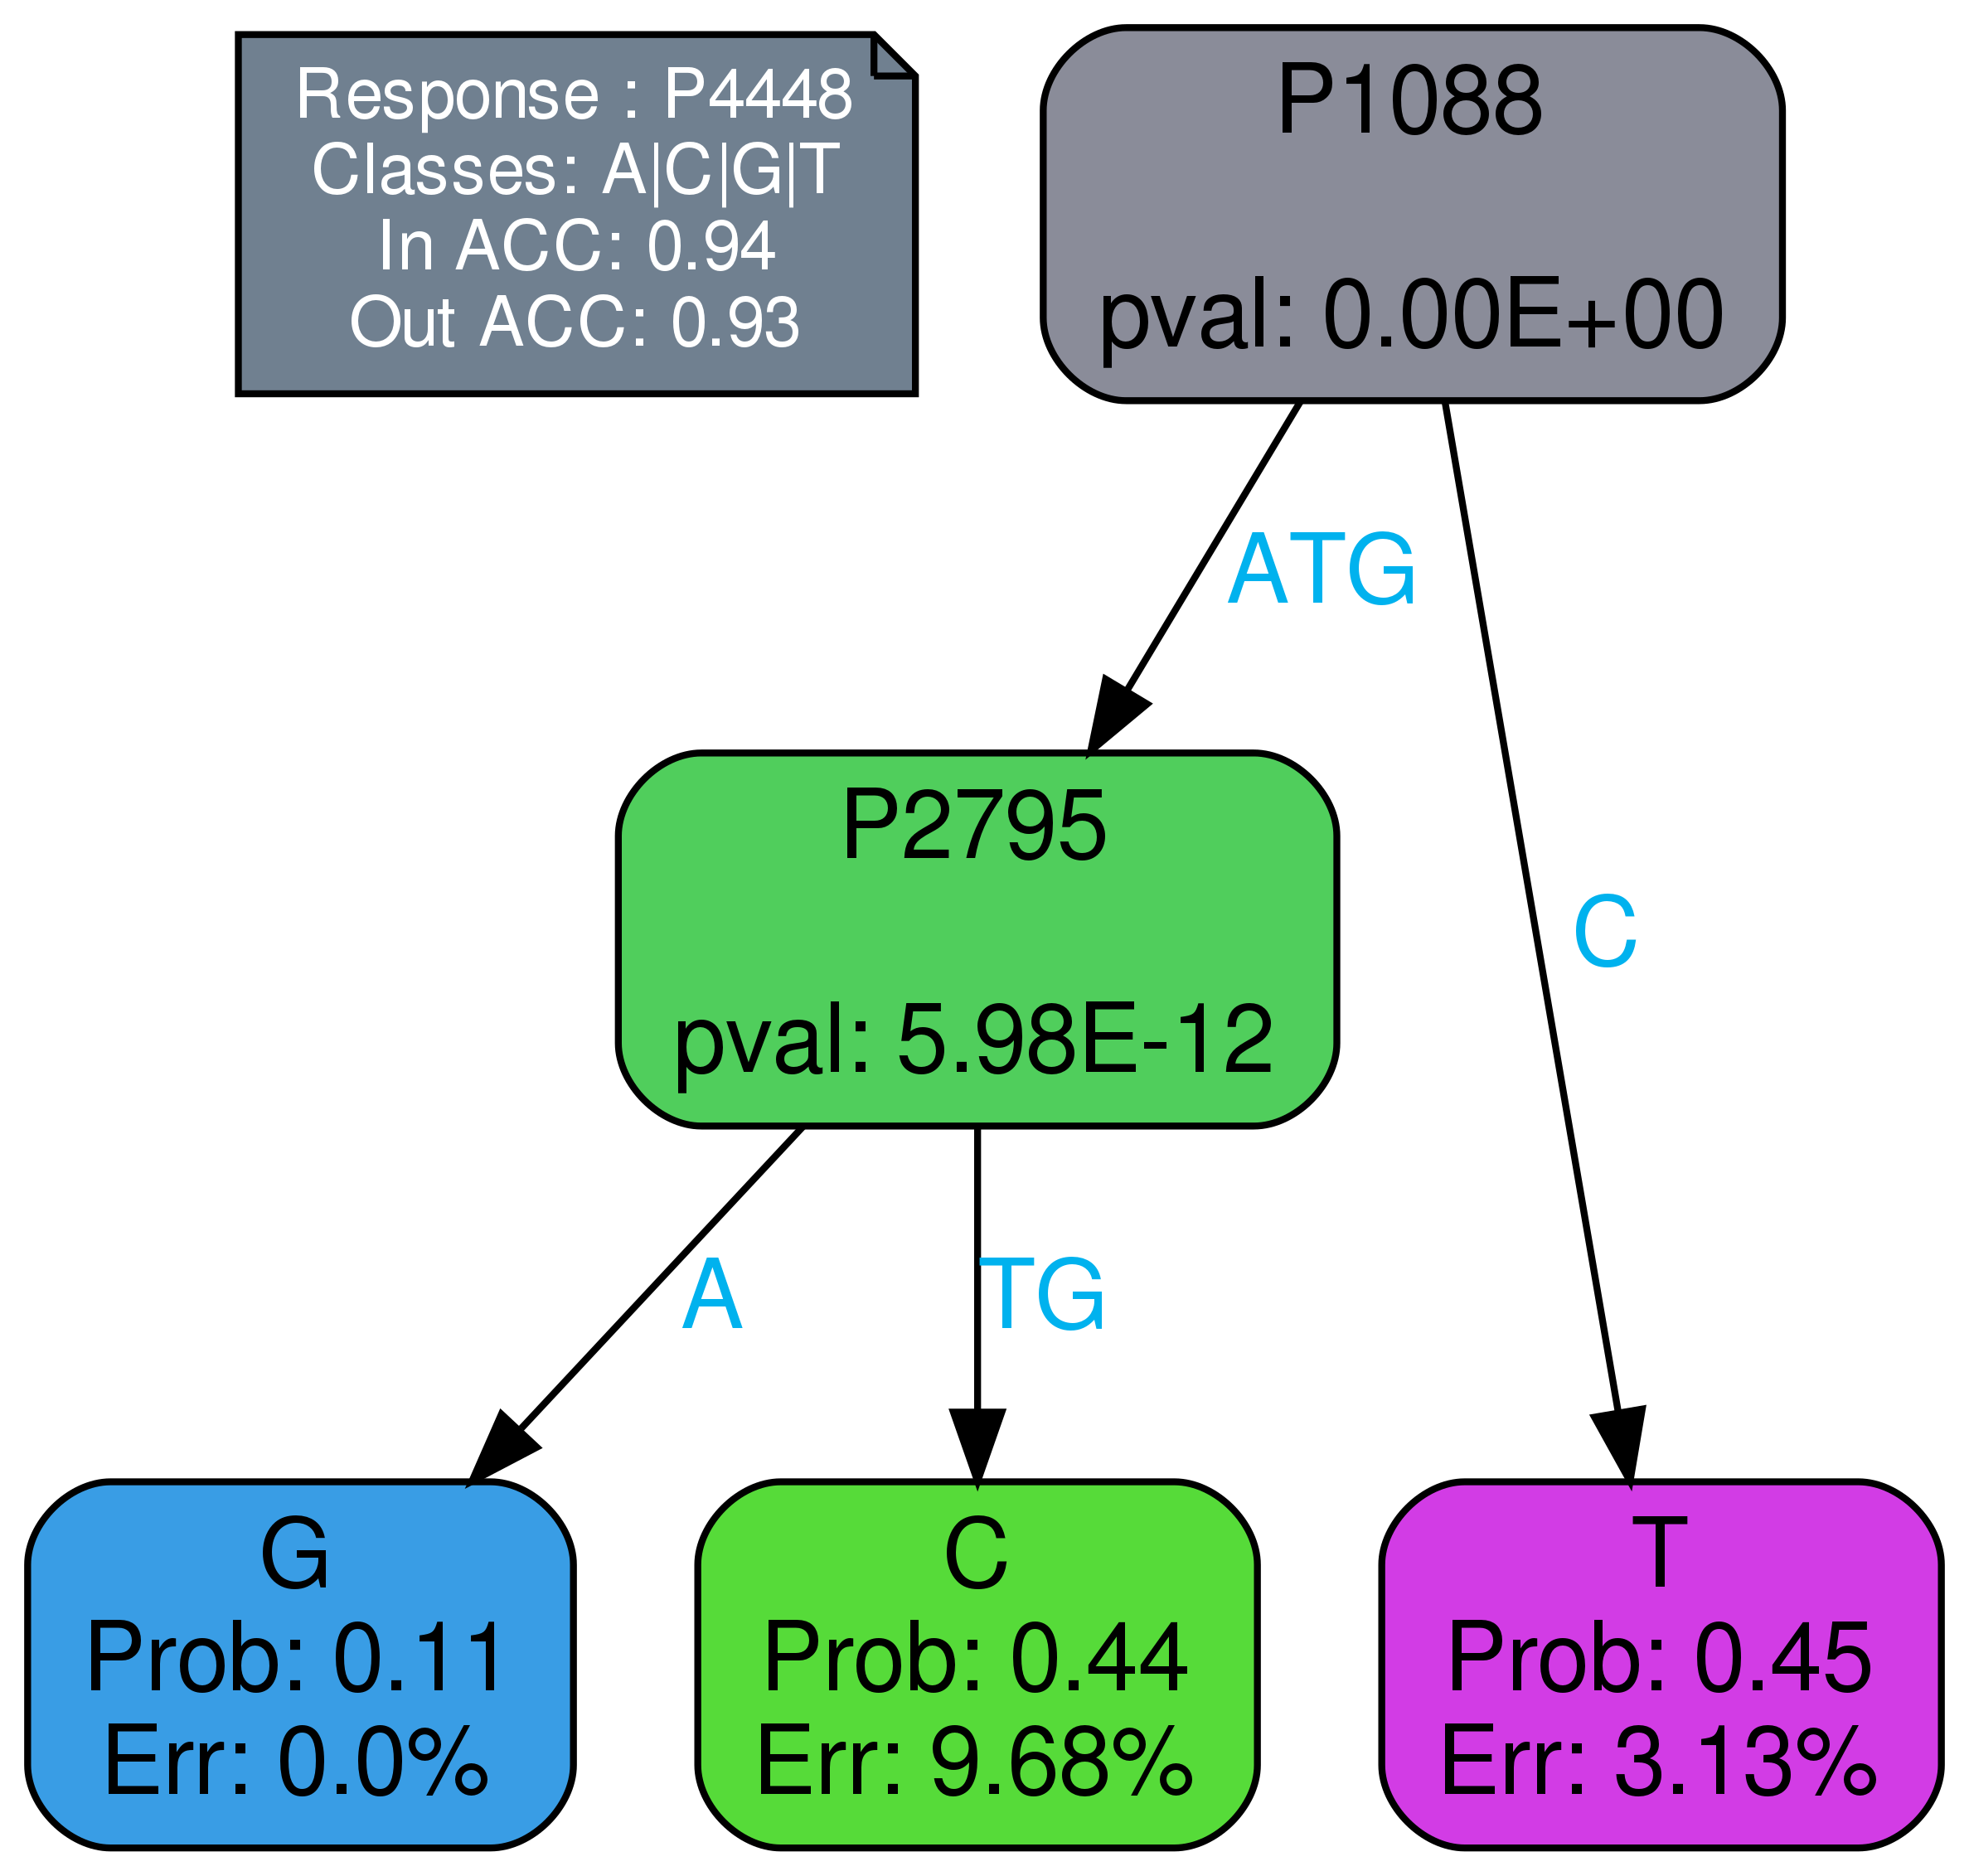 Response : P4448
Classes: A|C|G|T
In ACC: 0.94
Out ACC: 0.93
P1088
pval: 0.00E+00
ATG
C
P2795
pval: 5.98E-12
A
TG
G
Prob: 0.11
Err: 0.0%
C
Prob: 0.44
Err: 9.68%
T
Prob: 0.45
Err: 3.13%